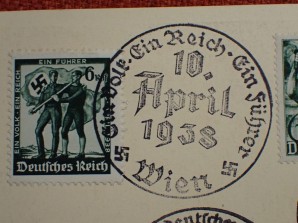 EIN VOLK · EIN REICH
EIN FÜHRER
6
Deutsches Reich
Ein Volk · Ein Reich · Ein Führer
10.
April
1938
Wien
Deutschen